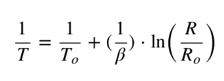 1/T = 1/T_o + (1/β) · ln(R/R_o)